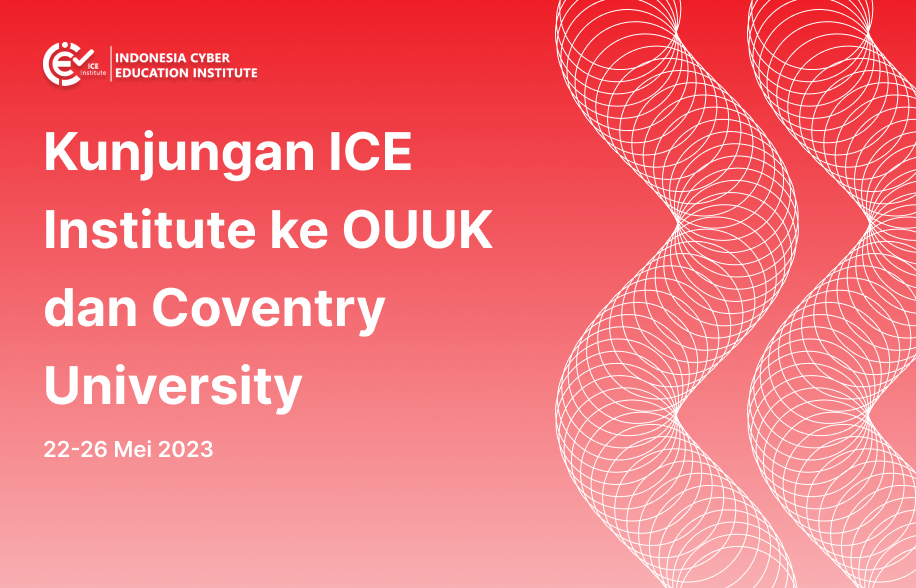 ICE
Institute
INDONESIA CYBER
EDUCATION INSTITUTE
Kunjungan ICE
Institute ke OUUK
dan Coventry
University
22-26 Mei 2023